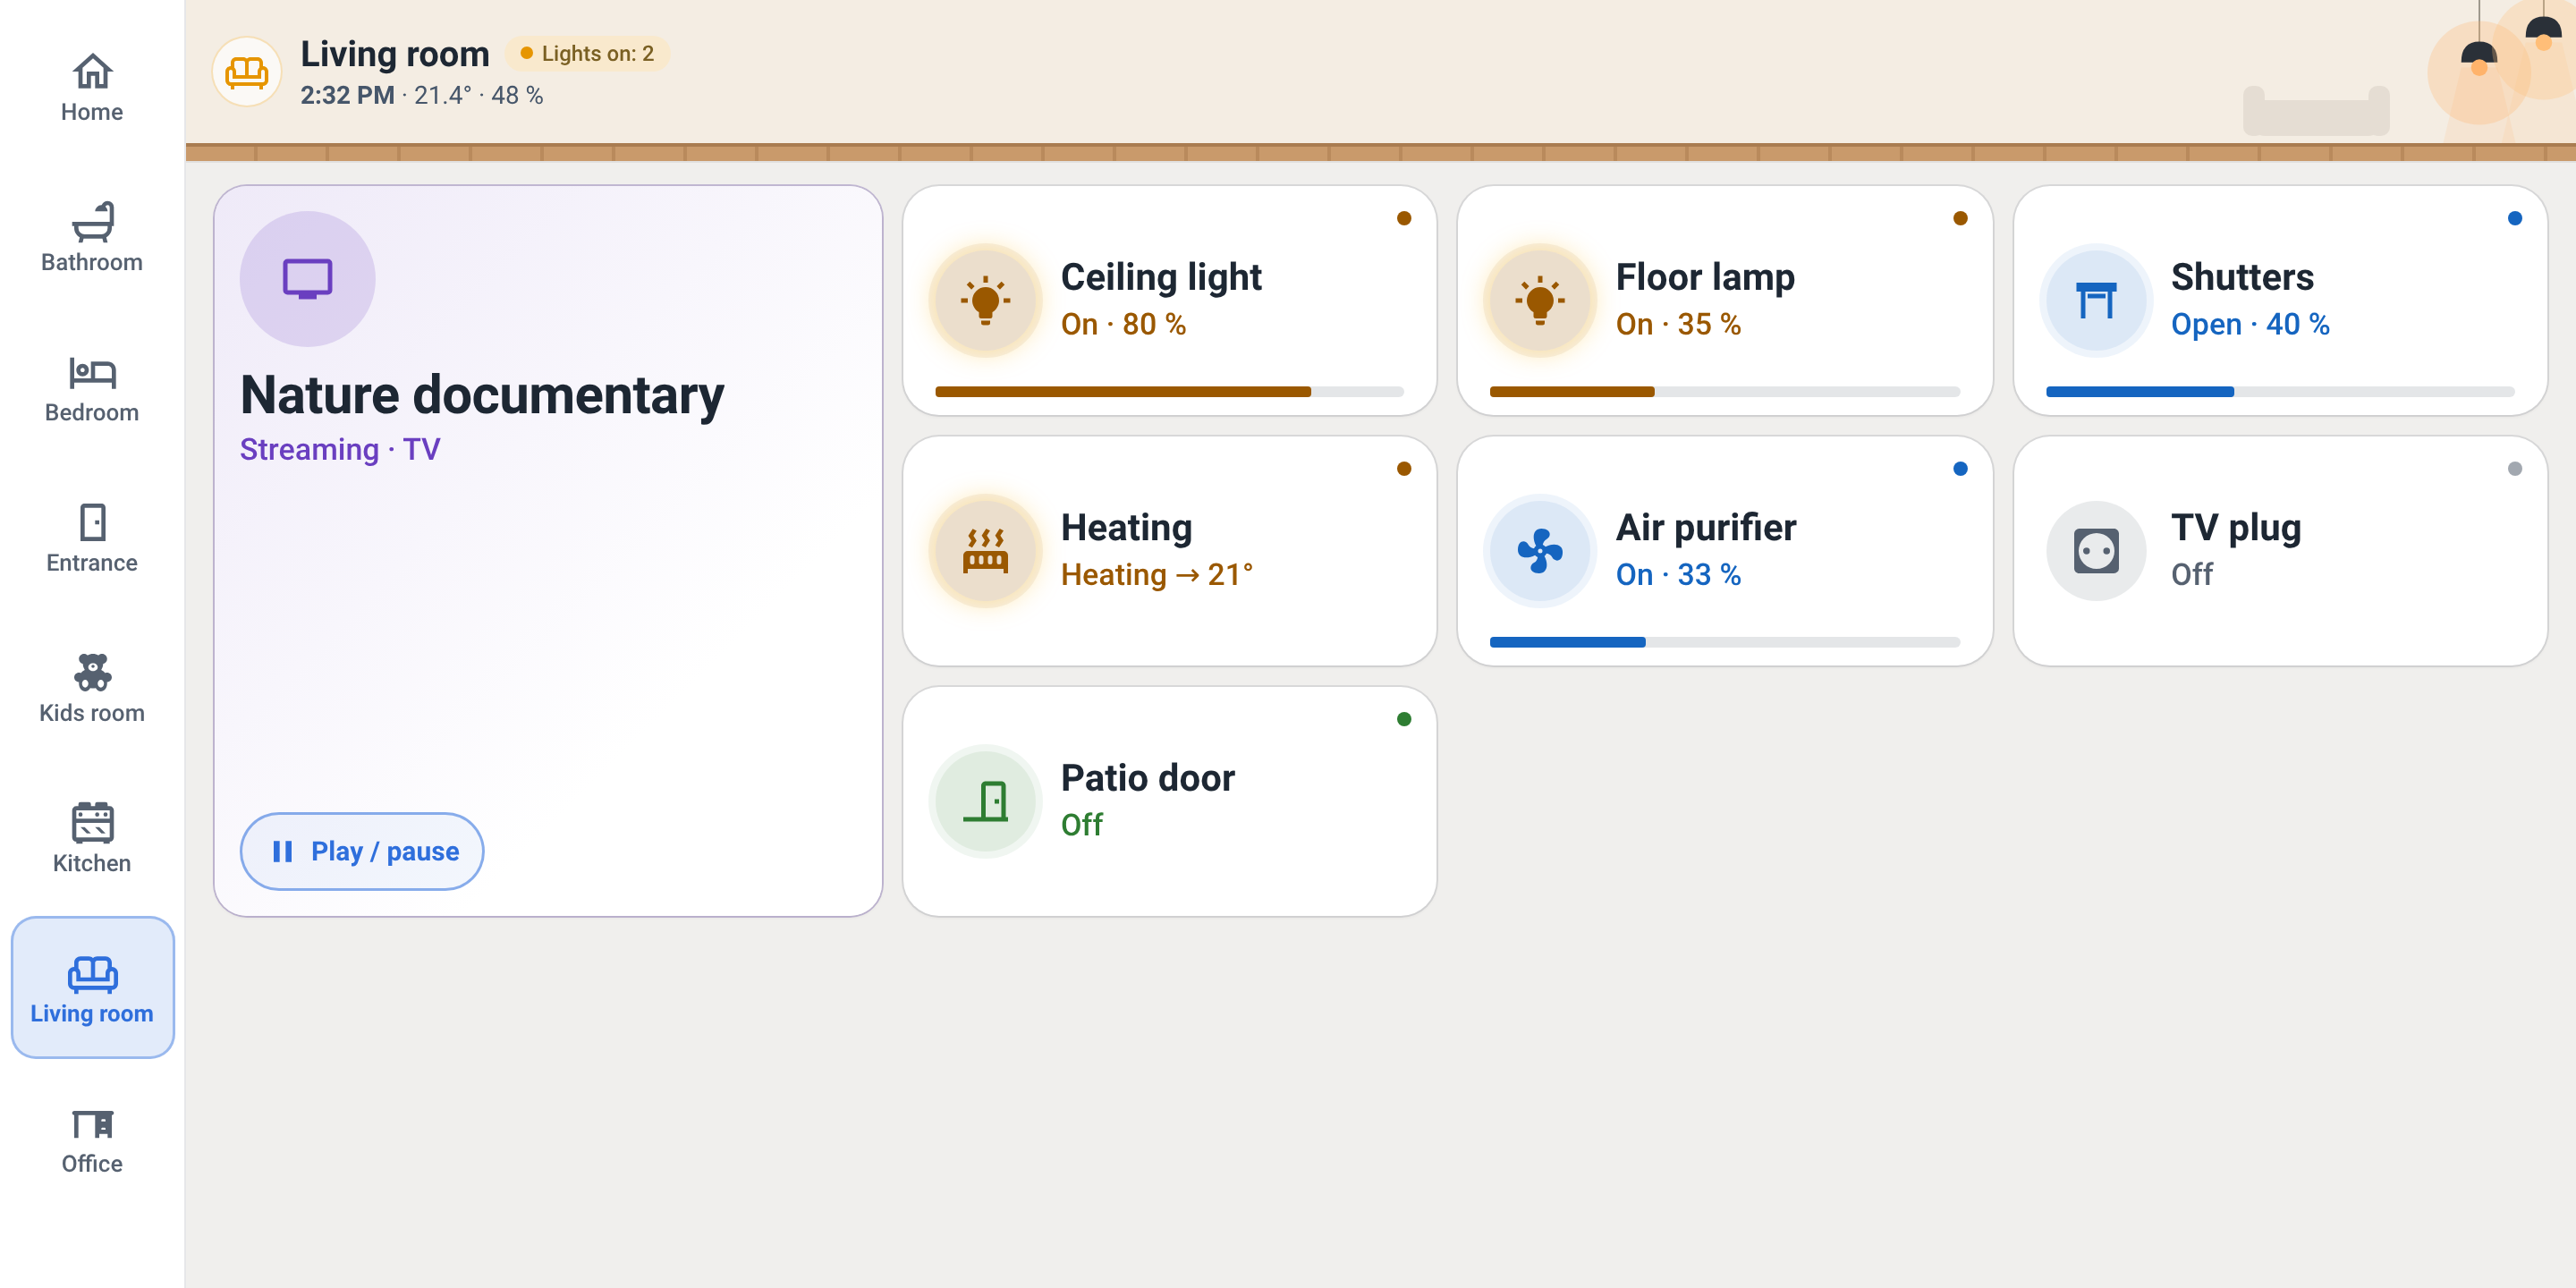 Home
Bathroom
Bedroom
Entrance
Kids room
Kitchen
Living room
Office
Living room
Lights on: 2
2:32 PM · 21.4° · 48 %
Nature documentary
Streaming · TV
Play / pause
Ceiling light
On · 80 %
Floor lamp
On · 35 %
Shutters
Open · 40 %
Heating
Heating → 21°
Air purifier
On · 33 %
TV plug
Off
Patio door
Off